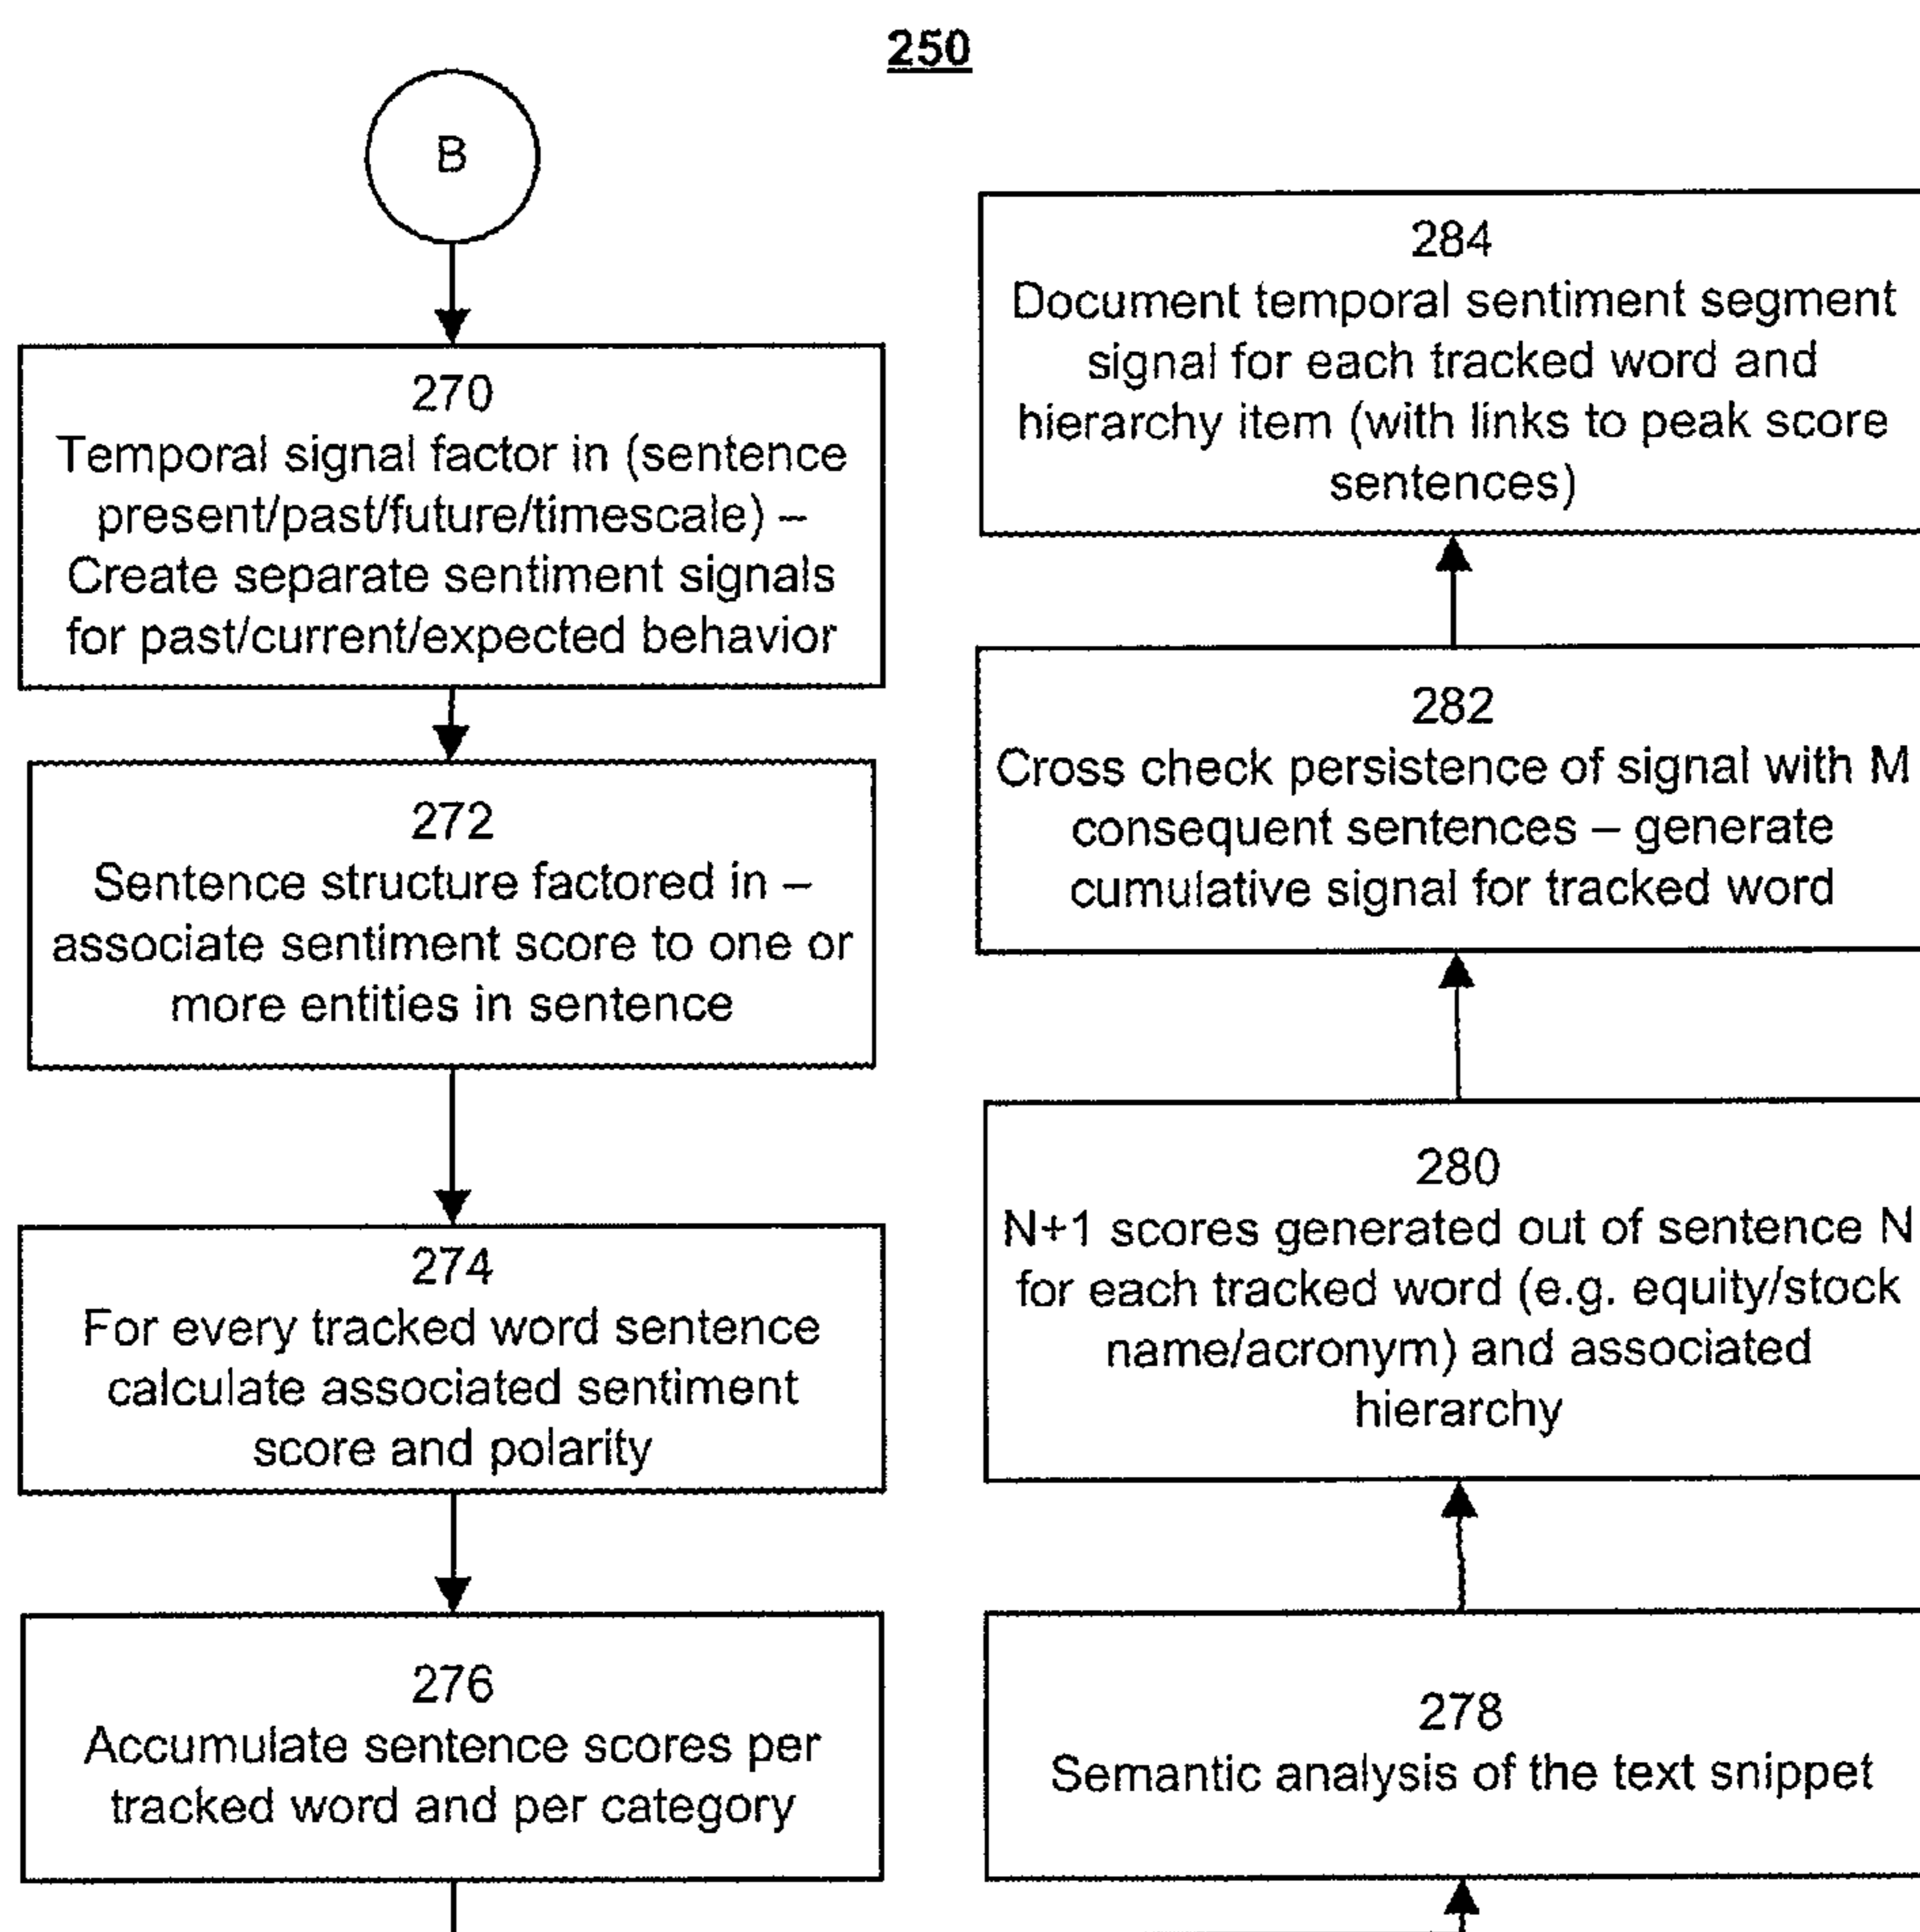 250
B
270
Temporal signal factor in (sentence
present/past/future/timescale) –
Create separate sentiment signals
for past/current/expected behavior
272
Sentence structure factored in –
associate sentiment score to one or
more entities in sentence
274
For every tracked word sentence
calculate associated sentiment
score and polarity
276
Accumulate sentence scores per
tracked word and per category
284
Document temporal sentiment segment
signal for each tracked word and
hierarchy item (with links to peak score
sentences)
282
Cross check persistence of signal with M
consequent sentences – generate
cumulative signal for tracked word
280
N+1 scores generated out of sentence N
for each tracked word (e.g. equity/stock
name/acronym) and associated
hierarchy
278
Semantic analysis of the text snippet